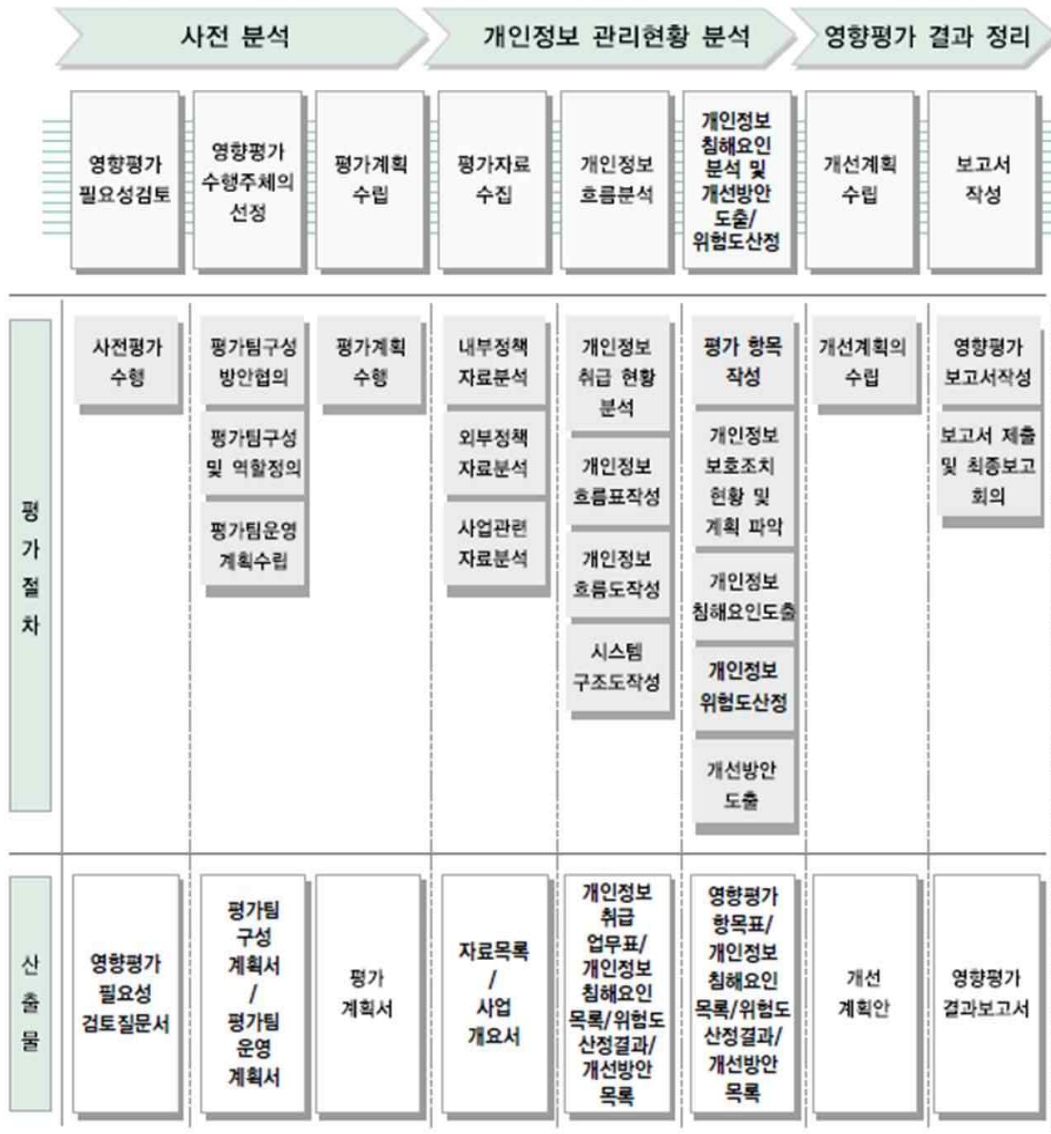 사전 분석
개인정보 관리현황 분석
영향평가 결과 정리
영향평가
필요성검토
영향평가
수행주체의
선정
평가계획
수립
평가자료
수집
개인정보
흐름분석
개인정보
침해요인
분석 및
개선방안
도출/
위험도산정
개선계획
수립
보고서
작성
평가절차
사전평가
수행
평가팀구성
방안협의
평가팀구성
및 역할정의
평가팀운영
계획수립
평가계획
수행
내부정책
자료분석
외부정책
자료분석
사업관련
자료분석
개인정보
취급 현황
분석
개인정보
흐름표작성
개인정보
흐름도작성
시스템
구조도작성
평가 항목
작성
개인정보
보호조치
현황 및
계획 파악
개인정보
침해요인도출
개인정보
위험도산정
개선방안
도출
개선계획의
수립
영향평가
보고서작성
보고서 제출
및 최종보고
회의
산출물
영향평가
필요성
검토질문서
평가팀
구성
계획서
/
평가팀
운영
계획서
평가
계획서
자료목록
/
사업
개요서
개인정보
취급
업무표/
개인정보
침해요인
목록/위험도
산정결과/
개선방안
목록
영향평가
항목표/
개인정보
침해요인
목록/위험도
산정결과/
개선방안
목록
개선
계획안
영향평가
결과보고서